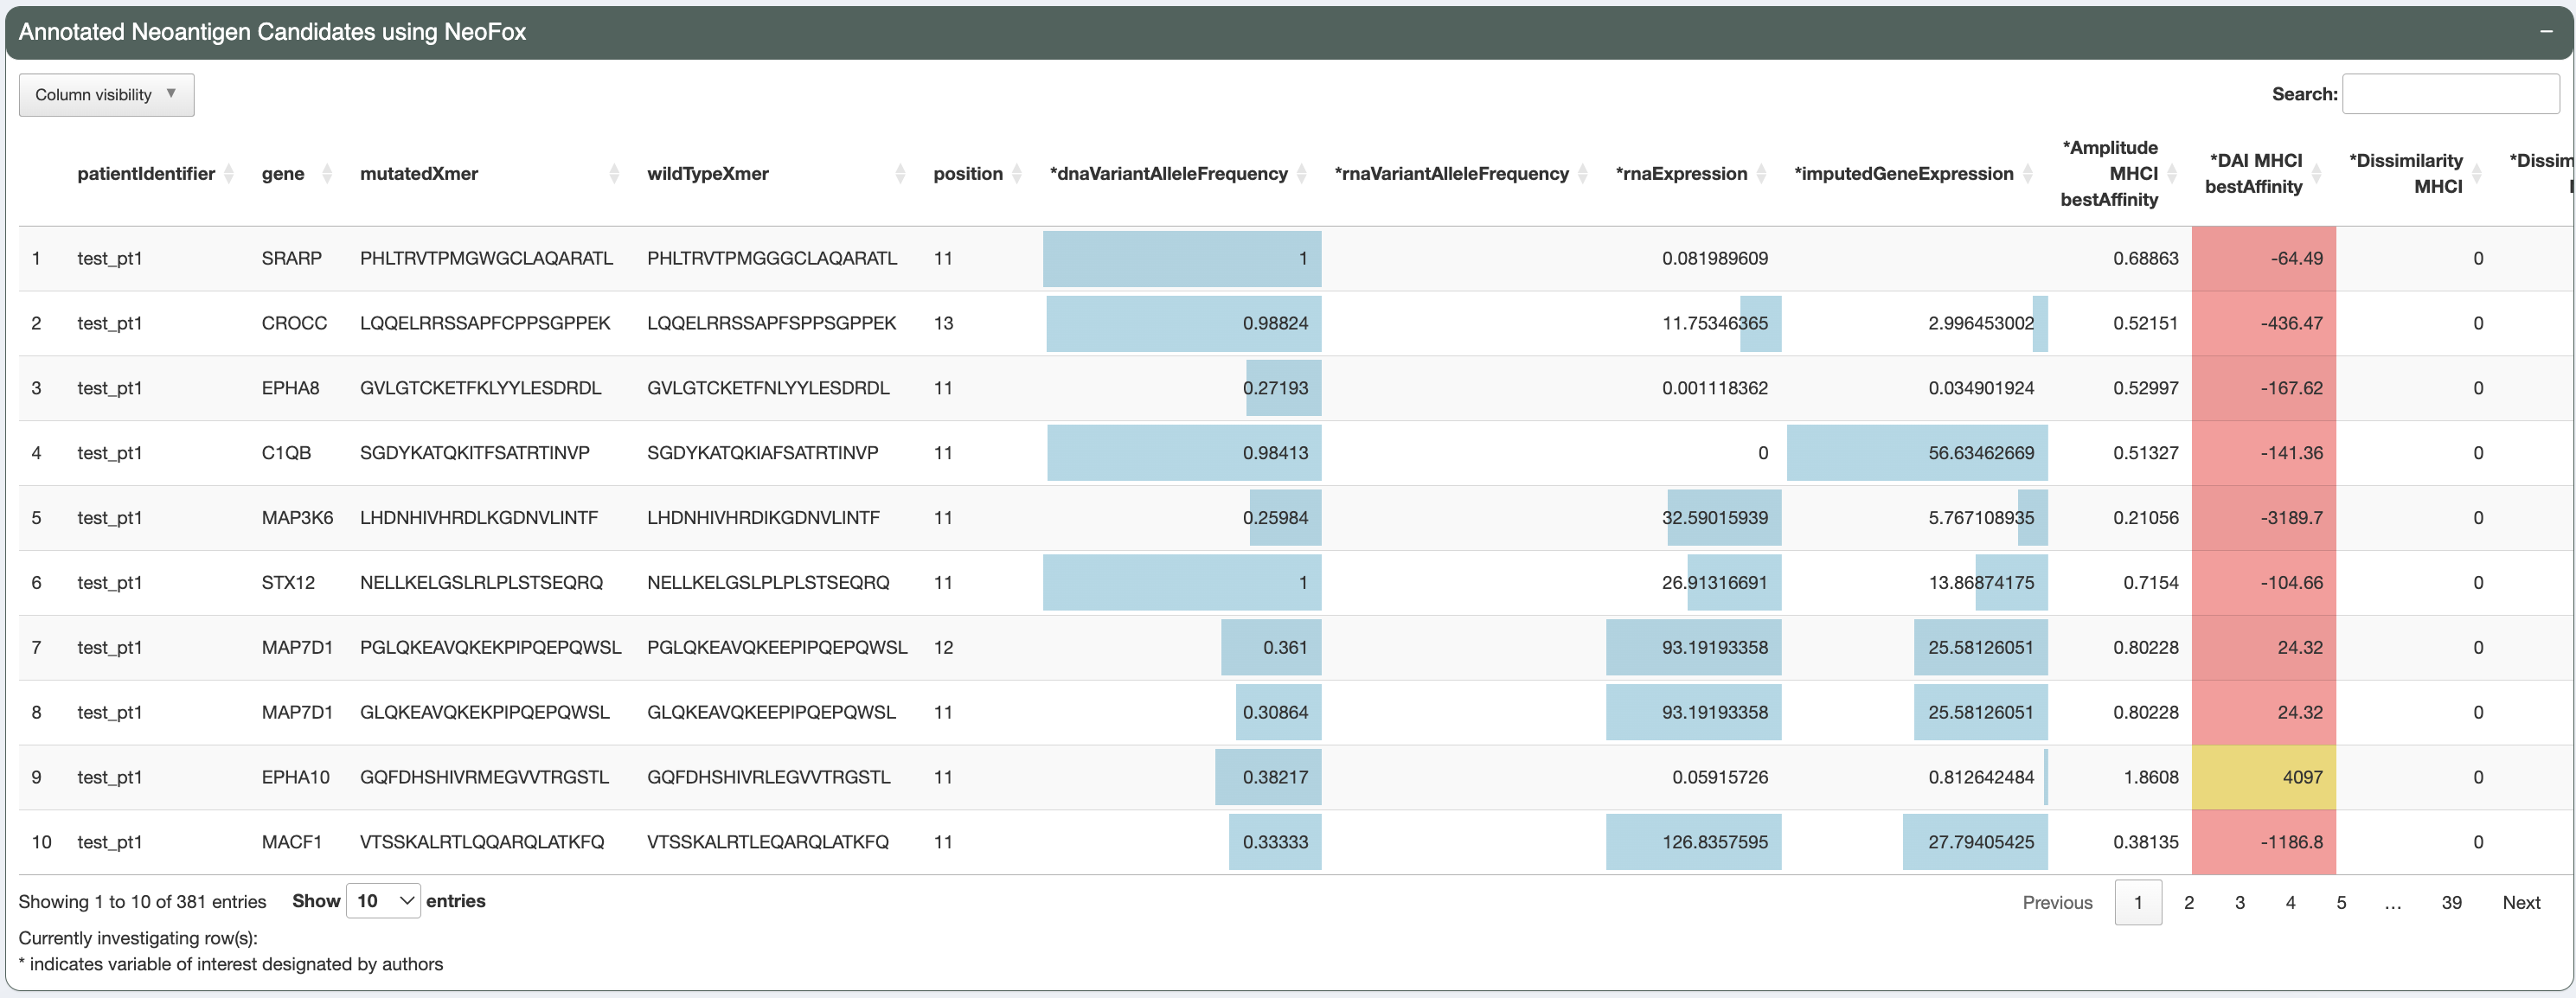 Annotated Neoantigen Candidates using NeoFox –
Column visibility ▼ Search:
patientIdentifier gene mutatedXmer wildTypeXmer position *dnaVariantAlleleFrequency *rnaVariantAlleleFrequency *rnaExpression *imputedGeneExpression *Amplitude MHCI bestAffinity *DAI MHCI bestAffinity *Dissimilarity MHCI *Dissim
1 test_pt1 SRARP PHLTRVTPMGWGCLAQARATL PHLTRVTPMGGGCLAQARATL 11 1 0.081989609 0.68863 -64.49 0
2 test_pt1 CROCC LQQELRRSSAPFCPPSGPPEK LQQELRRSSAPFSPPSGPPEK 13 0.98824 11.75346365 2.996453002 0.52151 -436.47 0
3 test_pt1 EPHA8 GVLGTCKETFKLYYLESDRDL GVLGTCKETFNLYYLESDRDL 11 0.27193 0.001118362 0.034901924 0.52997 -167.62 0
4 test_pt1 C1QB SGDYKATQKITFSATRTINVP SGDYKATQKIAFSATRTINVP 11 0.98413 0 56.63462669 0.51327 -141.36 0
5 test_pt1 MAP3K6 LHDNHIVHRDLKGDNVLINTF LHDNHIVHRDIKGDNVLINTF 11 0.25984 32.59015939 5.767108935 0.21056 -3189.7 0
6 test_pt1 STX12 NELLKELGSLRLPLSTSEQRQ NELLKELGSLPLPLSTSEQRQ 11 1 26.91316691 13.86874175 0.7154 -104.66 0
7 test_pt1 MAP7D1 PGLQKEAVQKEKPIPQEPQWSL PGLQKEAVQKEEPIPQEPQWSL 12 0.361 93.19193358 25.58126051 0.80228 24.32 0
8 test_pt1 MAP7D1 GLQKEAVQKEKPIPQEPQWSL GLQKEAVQKEEPIPQEPQWSL 11 0.30864 93.19193358 25.58126051 0.80228 24.32 0
9 test_pt1 EPHA10 GQFDHSHIVRMEGVVTRGSTL GQFDHSHIVRLEGVVTRGSTL 11 0.38217 0.05915726 0.812642484 1.8608 4097 0
10 test_pt1 MACF1 VTSSKALRTLQQARQLATKFQ VTSSKALRTLEQARQLATKFQ 11 0.33333 126.8357595 27.79405425 0.38135 -1186.8 0
Showing 1 to 10 of 381 entries Show 10 entries Previous 1 2 3 4 5 … 39 Next
Currently investigating row(s):
* indicates variable of interest designated by authors